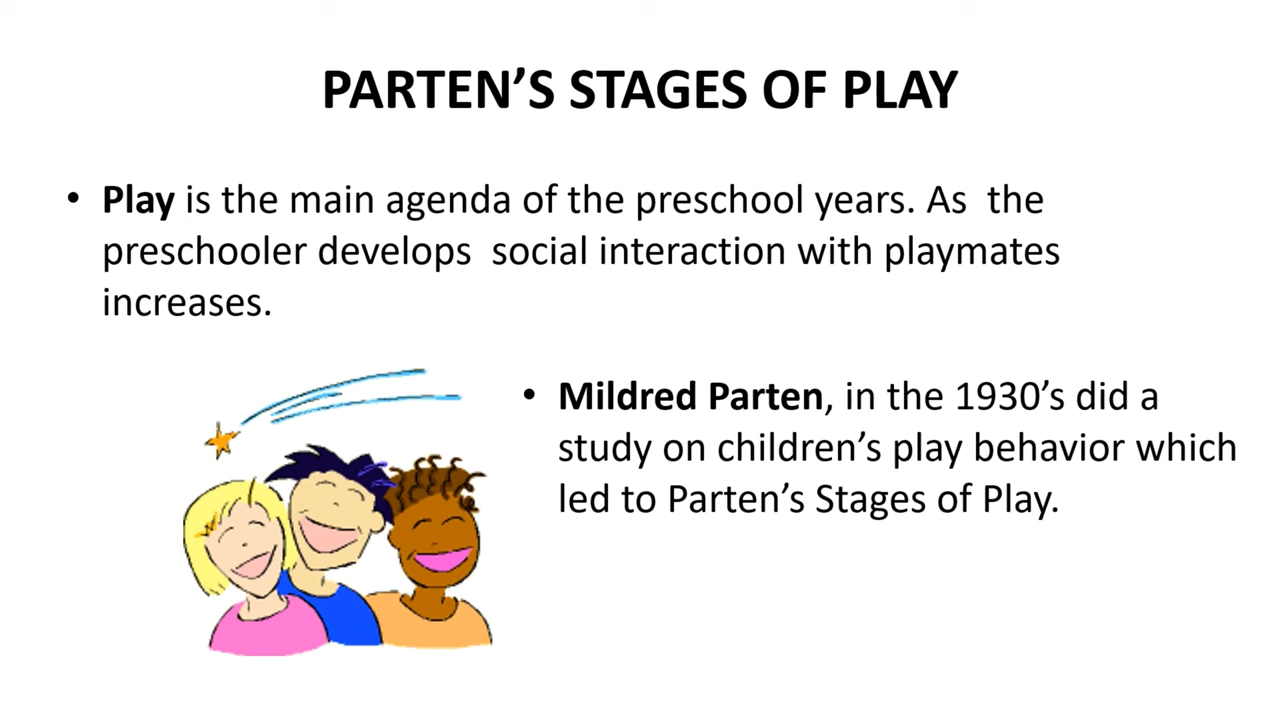 PARTEN’S STAGES OF PLAY
• Play is the main agenda of the preschool years. As  the
preschooler develops  social interaction with playmates
increases.
• Mildred Parten, in the 1930’s did a
study on children’s play behavior which
led to Parten’s Stages of Play.